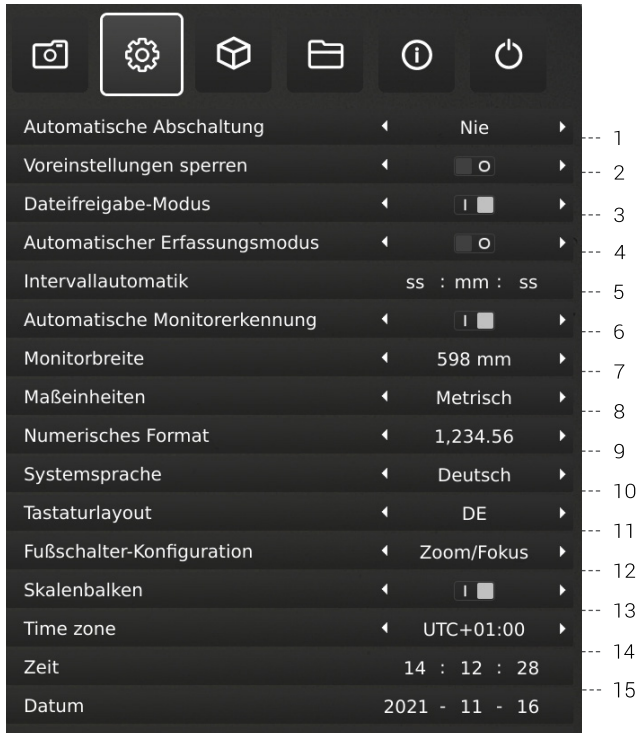 Automatische Abschaltung Nie
1
Voreinstellungen sperren O
2
Dateifreigabe-Modus I
3
Automatischer Erfassungsmodus O
4
Intervallautomatik ss : mm : ss
5
Automatische Monitorerkennung I
6
Monitorbreite 598 mm
7
Maßeinheiten Metrisch
8
Numerisches Format 1,234.56
9
Systemsprache Deutsch
10
Tastaturlayout DE
11
Fußschalter-Konfiguration Zoom/Fokus
12
Skalenbalken I
13
Time zone UTC+01:00
14
Zeit 14 : 12 : 28
15
Datum 2021 - 11 - 16